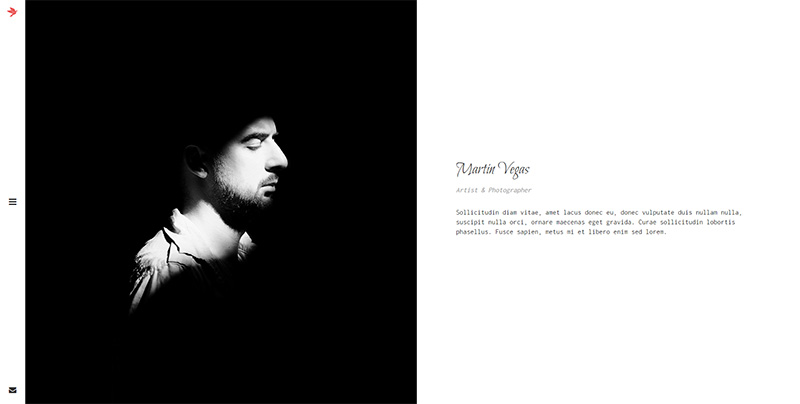 Martin Vegas
Artist & Photographer
Sollicitudin diam vitae, amet lacus donec eu, donec vulputate duis nullam nulla,
suscipit nulla orci, ornare maecenas eget gravida. Curae sollicitudin lobortis
phasellus. Fusce sapien, metus mi et libero enim sed lorem.